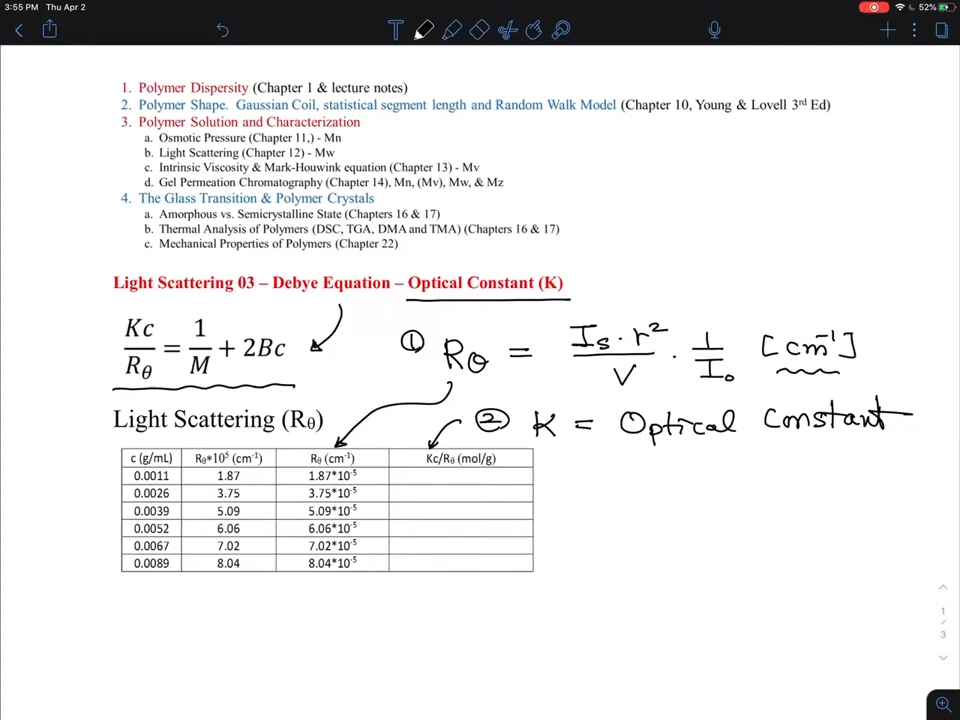 3:55 PM Thu Apr 2
52%
1. Polymer Dispersity (Chapter 1 & lecture notes)
2. Polymer Shape. Gaussian Coil, statistical segment length and Random Walk Model (Chapter 10, Young & Lovell 3rd Ed)
3. Polymer Solution and Characterization
a. Osmotic Pressure (Chapter 11,) - Mn
b. Light Scattering (Chapter 12) - Mw
c. Intrinsic Viscosity & Mark-Houwink equation (Chapter 13) - Mv
d. Gel Permeation Chromatography (Chapter 14), Mn, (Mv), Mw, & Mz
4. The Glass Transition & Polymer Crystals
a. Amorphous vs. Semicrystalline State (Chapters 16 & 17)
b. Thermal Analysis of Polymers (DSC, TGA, DMA and TMA) (Chapters 16 & 17)
c. Mechanical Properties of Polymers (Chapter 22)
Light Scattering 03 – Debye Equation – Optical Constant (K)
Kc/Rθ = 1/M + 2Bc
① Rθ = Is·r²/V · 1/I₀ [cm⁻¹]
Light Scattering (Rθ)
② K = Optical Constant
c (g/mL) Rθ*10⁵ (cm⁻¹) Rθ (cm⁻¹) Kc/Rθ (mol/g)
0.0011 1.87 1.87*10⁻⁵
0.0026 3.75 3.75*10⁻⁵
0.0039 5.09 5.09*10⁻⁵
0.0052 6.06 6.06*10⁻⁵
0.0067 7.02 7.02*10⁻⁵
0.0089 8.04 8.04*10⁻⁵
1
/
3